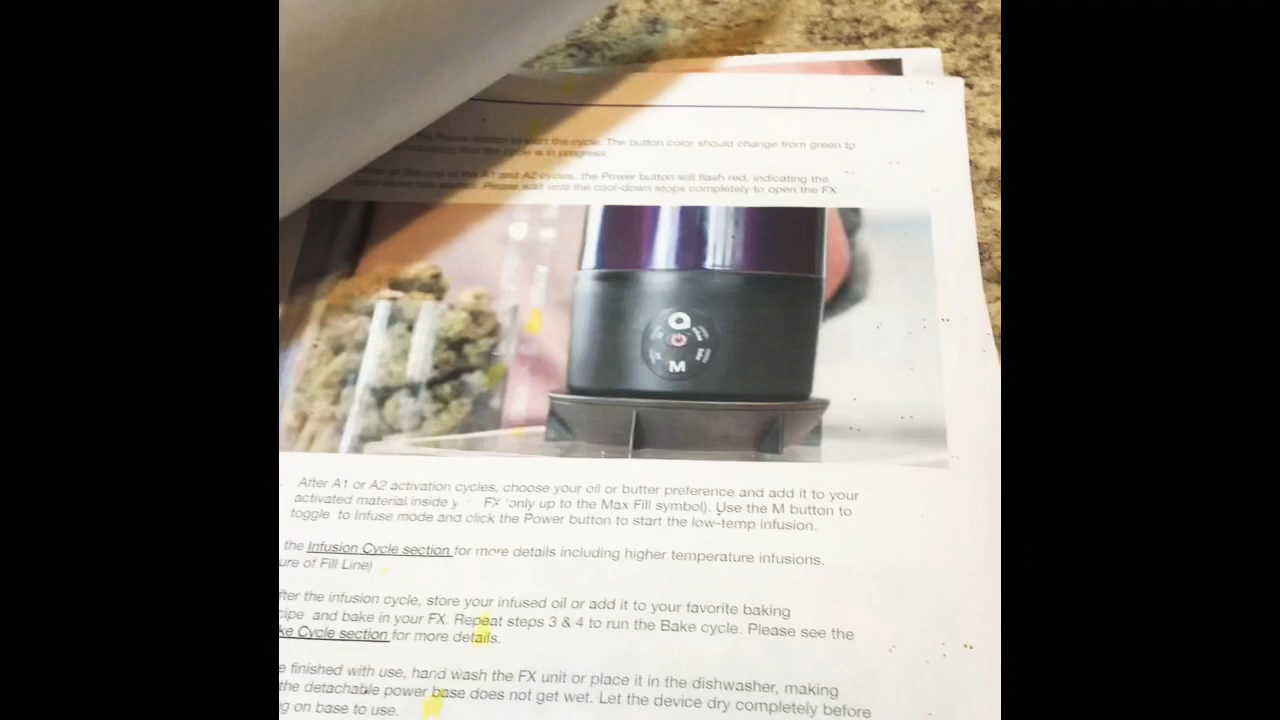 the Power button to start the cycle. The button color should change from green to
indicating that the cycle is in progress.
at the end of the A1 and A2 cycles, the Power button will flash red, indicating the
cool-down has Please wait until the cool-down stops completely to open the FX.
M
After A1 or A2 activation cycles, choose your oil or butter preference and add it to your
activated material inside y FX (only up to the Max Fill symbol). Use the M button to
toggle to Infuse mode and click the Power button to start the low-temp infusion.
the Infusion Cycle section for more details including higher temperature infusions.
ure of Fill Line)
fter the infusion cycle, store your infused oil or add it to your favorite baking
cipe and bake in your FX. Repeat steps 3 & 4 to run the Bake cycle. Please see the
ke Cycle section for more details.
e finished with use, hand wash the FX unit or place it in the dishwasher, making
the detachable power base does not get wet. Let the device dry completely before
g on base to use.